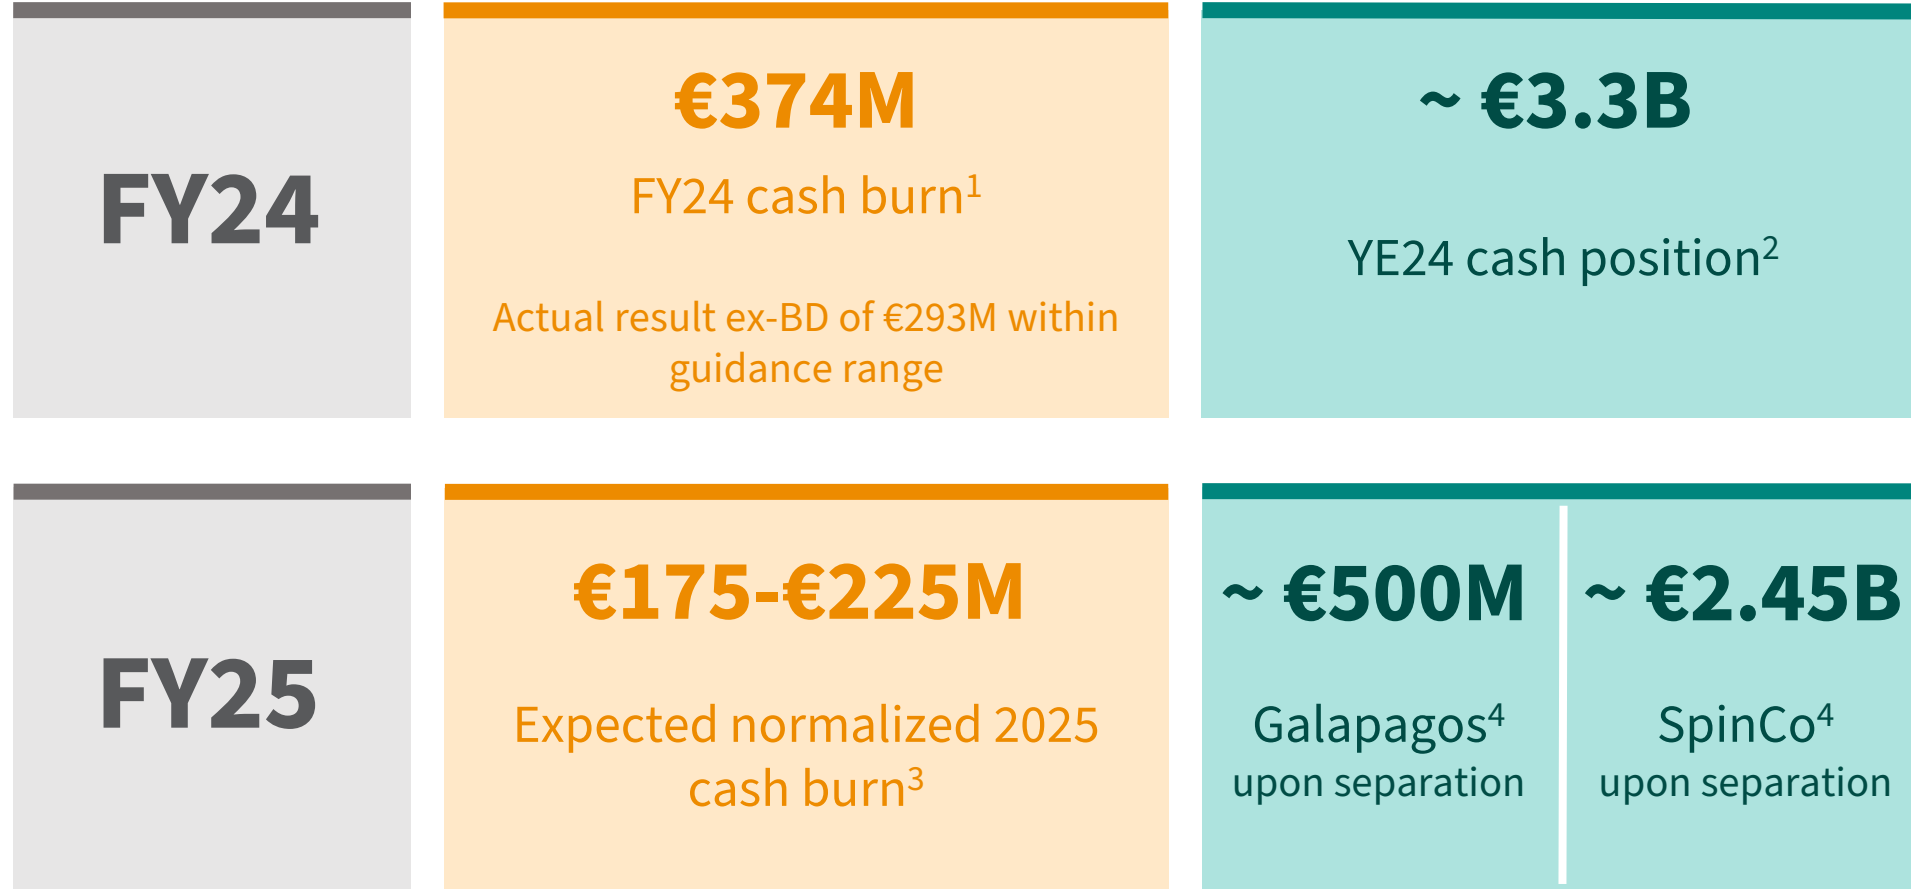 FY24
€374M
FY24 cash burn¹
Actual result ex-BD of €293M within
guidance range
~ €3.3B
YE24 cash position²
FY25
€175-€225M
Expected normalized 2025
cash burn³
~ €500M
Galapagos⁴
upon separation
~ €2.45B
SpinCo⁴
upon separation